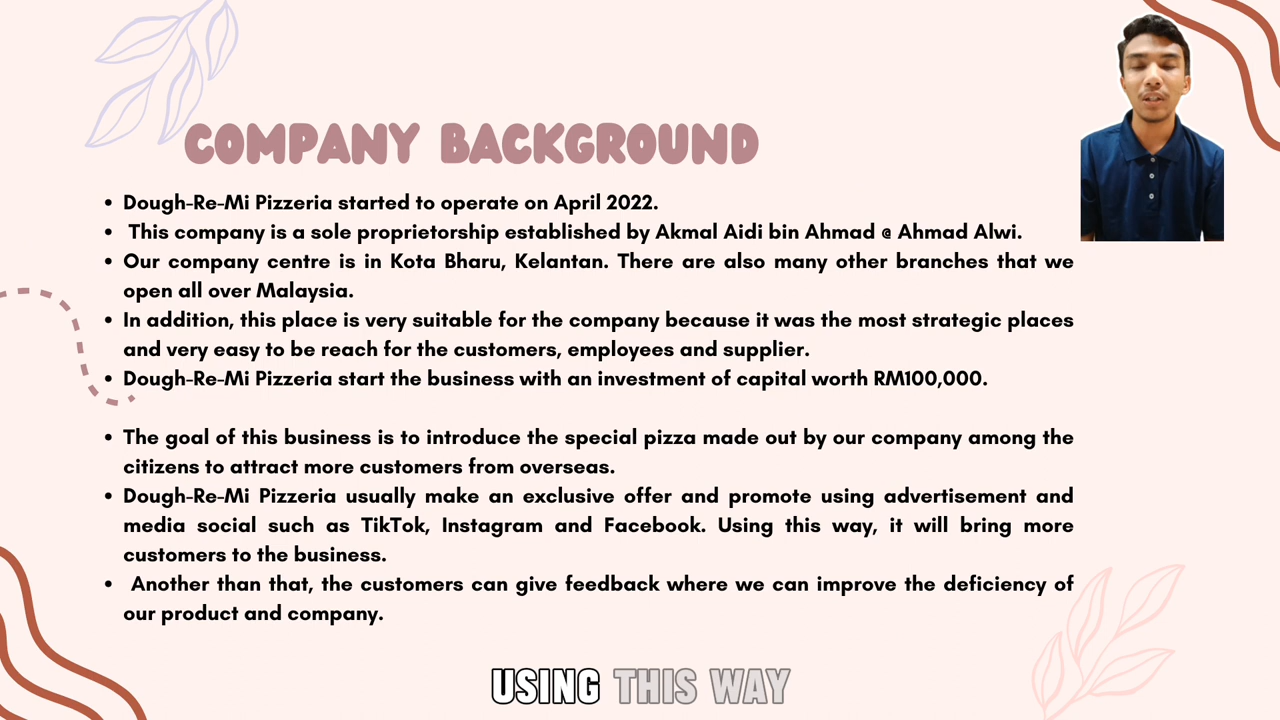 COMPANY BACKGROUND
• Dough-Re-Mi Pizzeria started to operate on April 2022.
• This company is a sole proprietorship established by Akmal Aidi bin Ahmad @ Ahmad Alwi.
• Our company centre is in Kota Bharu, Kelantan. There are also many other branches that we
open all over Malaysia.
• In addition, this place is very suitable for the company because it was the most strategic places
and very easy to be reach for the customers, employees and supplier.
• Dough-Re-Mi Pizzeria start the business with an investment of capital worth RM100,000.
• The goal of this business is to introduce the special pizza made out by our company among the
citizens to attract more customers from overseas.
• Dough-Re-Mi Pizzeria usually make an exclusive offer and promote using advertisement and
media social such as TikTok, Instagram and Facebook. Using this way, it will bring more
customers to the business.
• Another than that, the customers can give feedback where we can improve the deficiency of
our product and company.
USING THIS WAY